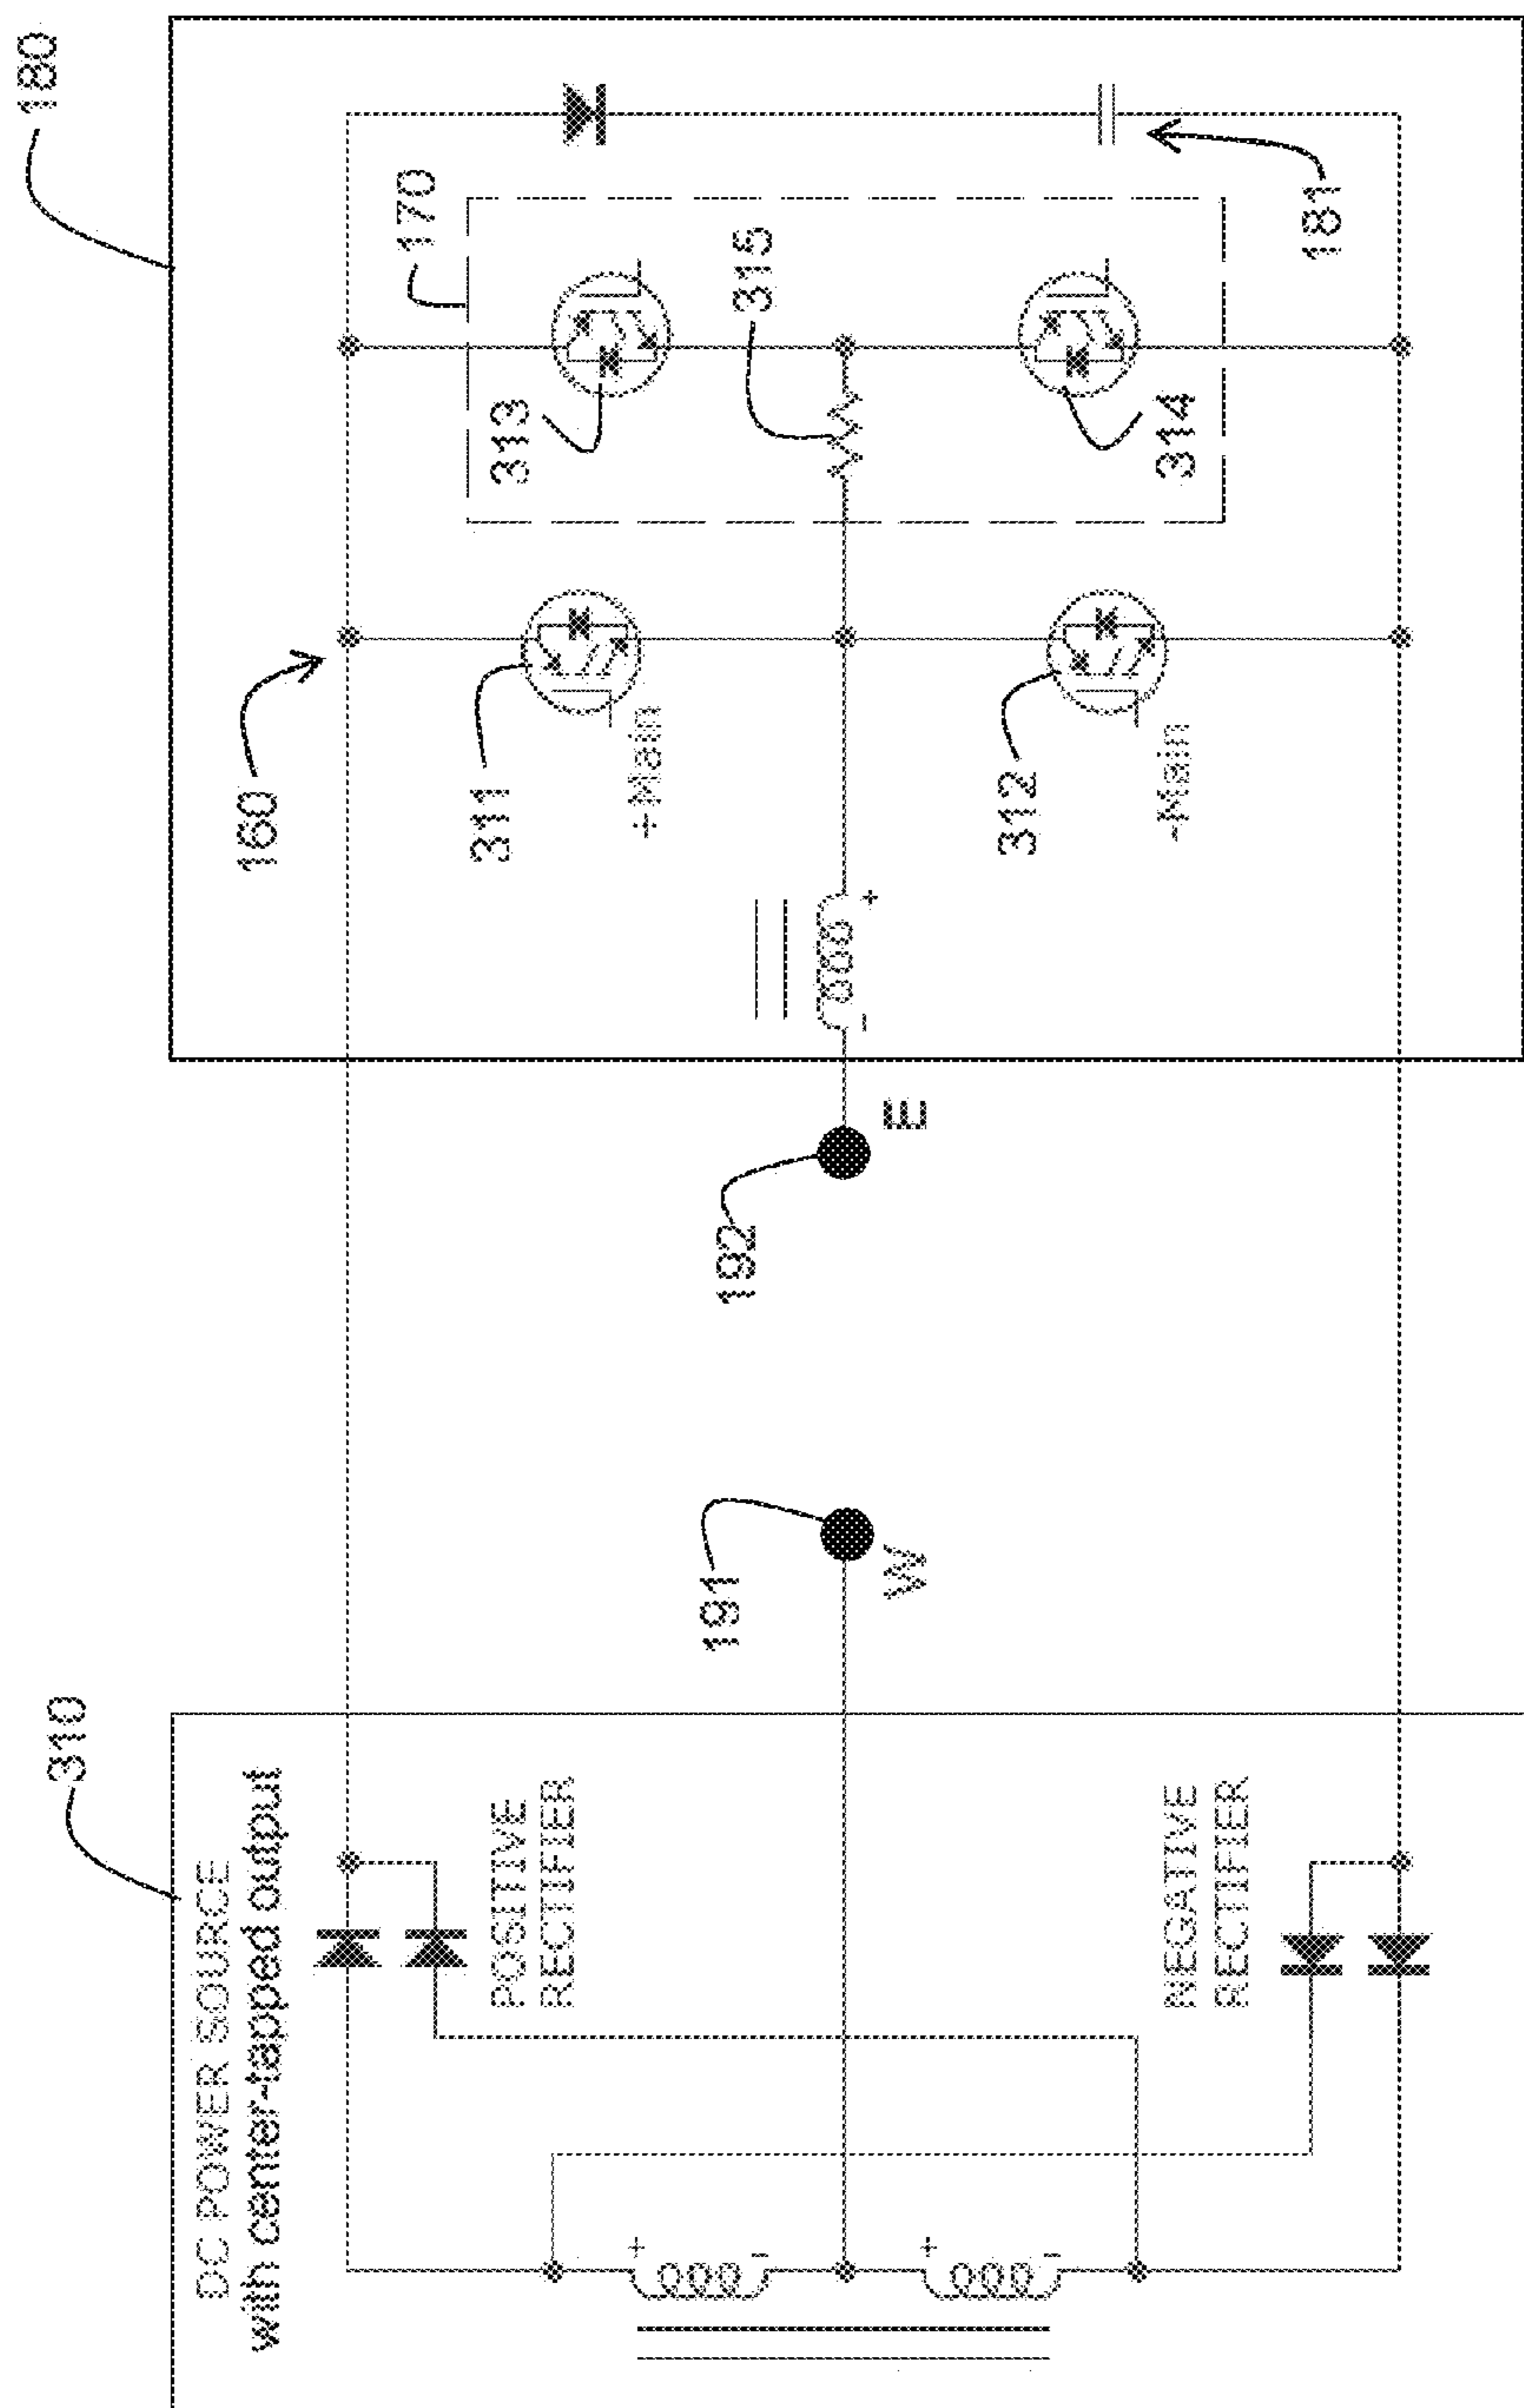 310
DC POWER SOURCE
with center-tapped output
POSITIVE
RECTIFIER
NEGATIVE
RECTIFIER
+
-
+
-
191
W
192
E
180
160
170
311
+Main
312
-Main
-
+
313
315
314
181